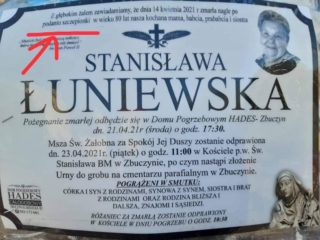 Z głębokim żalem zawiadamiamy, że dnia 14 kwietnia 2021 zmarła nagle po
podaniu szczepionki w wieku 80 lat nasza kochana mama, babcia, prababcia i siostra
STANISŁAWA
ŁUNIEWSKA
Pożegnanie zmarłej odbędzie się w Domu Pogrzebowym HADES- Zbuczyn
dn. 21.04.21r (środa) o godz. 17:30.
Msza Św. Żałobna za Spokój Jej Duszy zostanie odprawiona
dn. 23.04.2021r. (piątek) o godz. 11:00 w Kościele p.w. Św.
Stanisława BM w Zbuczynie, po czym nastąpi złożenie
Urny do grobu na cmentarzu parafialnym w Zbuczynie.
POGRĄŻENI W SMUTKU:
CÓRKA I SYN Z RODZINAMI, SYNOWA Z SYNEM, SIOSTRA I BRAT
Z RODZINAMI ORAZ RODZINA BLIŻSZA I
DALSZA, ZNAJOMI I SĄSIEDZI.
RÓŻANIEC ZA ZMARŁĄ ZOSTANIE ODPRAWIONY
W KOŚCIELE W DNIU POGRZEBU O GODZ. 10:30
HADES